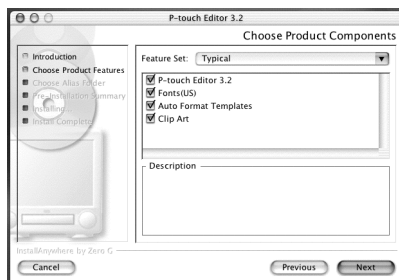 P-touch Editor 3.2
Choose Product Components
Introduction
Choose Product Features
Choose Alias Folder
Pre-Installation Summary
Installing...
Install Complete
Feature Set: Typical
P-touch Editor 3.2
Fonts(US)
Auto Format Templates
Clip Art
Description
InstallAnywhere by Zero G
Cancel
Previous
Next